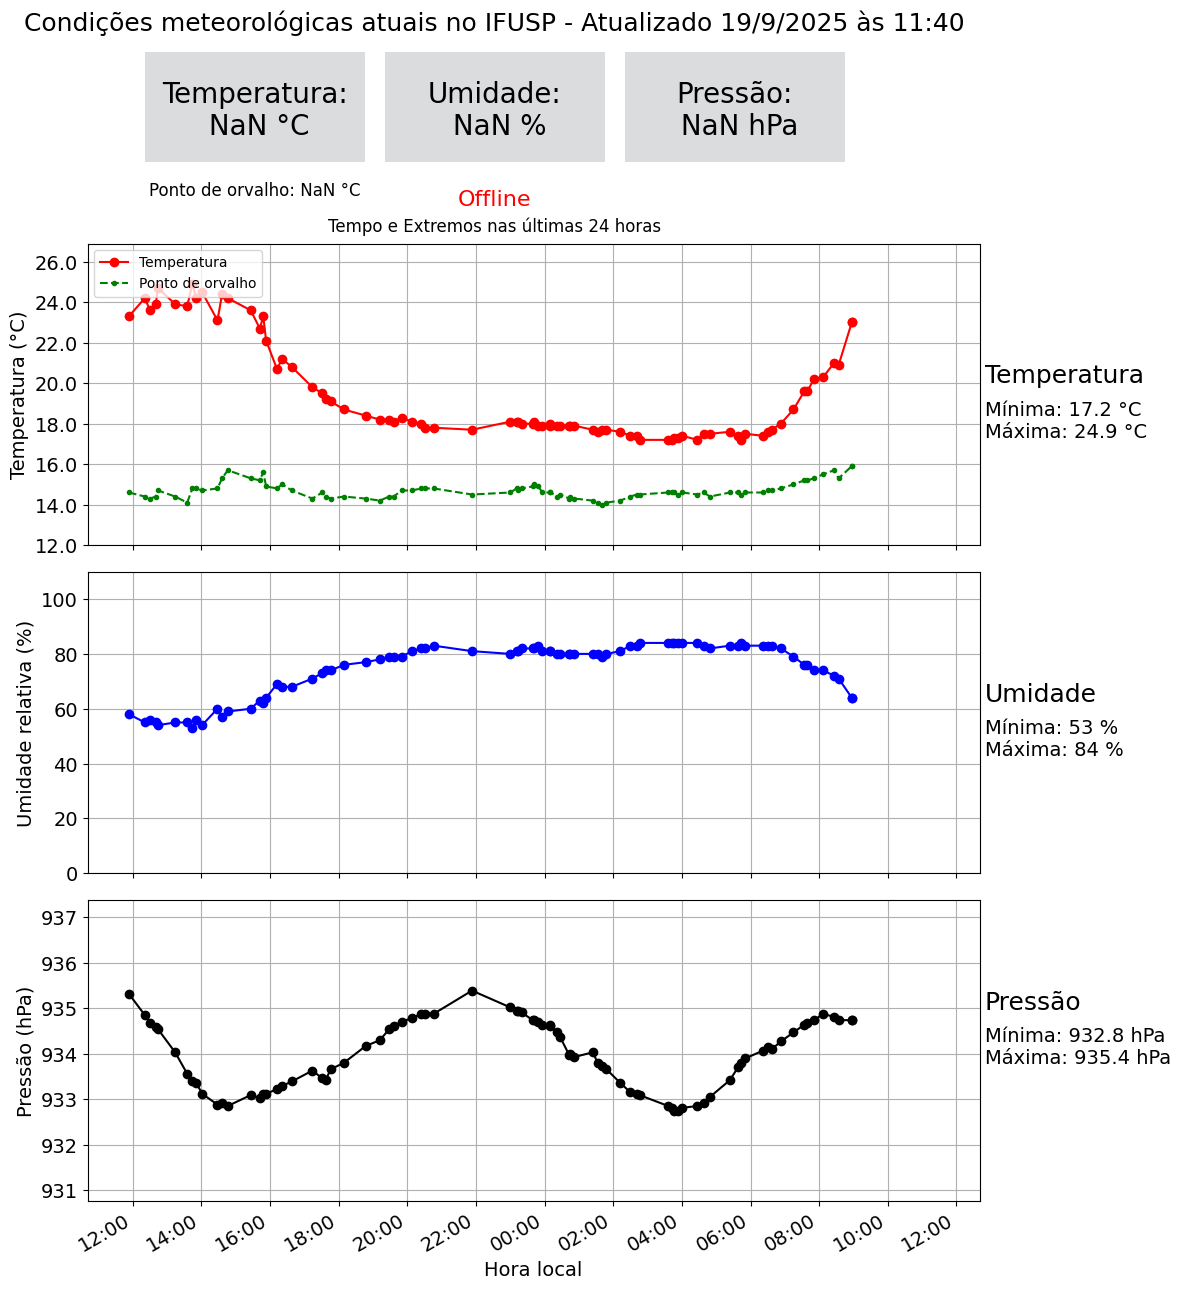 Condições meteorológicas atuais no IFUSP - Atualizado 19/9/2025 às 11:40
Temperatura:
NaN °C
Umidade:
NaN %
Pressão:
NaN hPa
Ponto de orvalho: NaN °C
Offline
Tempo e Extremos nas últimas 24 horas
Temperatura
Ponto de orvalho
Temperatura (°C)
26.0
24.0
22.0
20.0
18.0
16.0
14.0
12.0
Temperatura
Mínima: 17.2 °C
Máxima: 24.9 °C
Umidade relativa (%)
100
80
60
40
20
0
Umidade
Mínima: 53 %
Máxima: 84 %
Pressão (hPa)
937
936
935
934
933
932
931
Pressão
Mínima: 932.8 hPa
Máxima: 935.4 hPa
12:00 14:00 16:00 18:00 20:00 22:00 00:00 02:00 04:00 06:00 08:00 10:00 12:00
Hora local